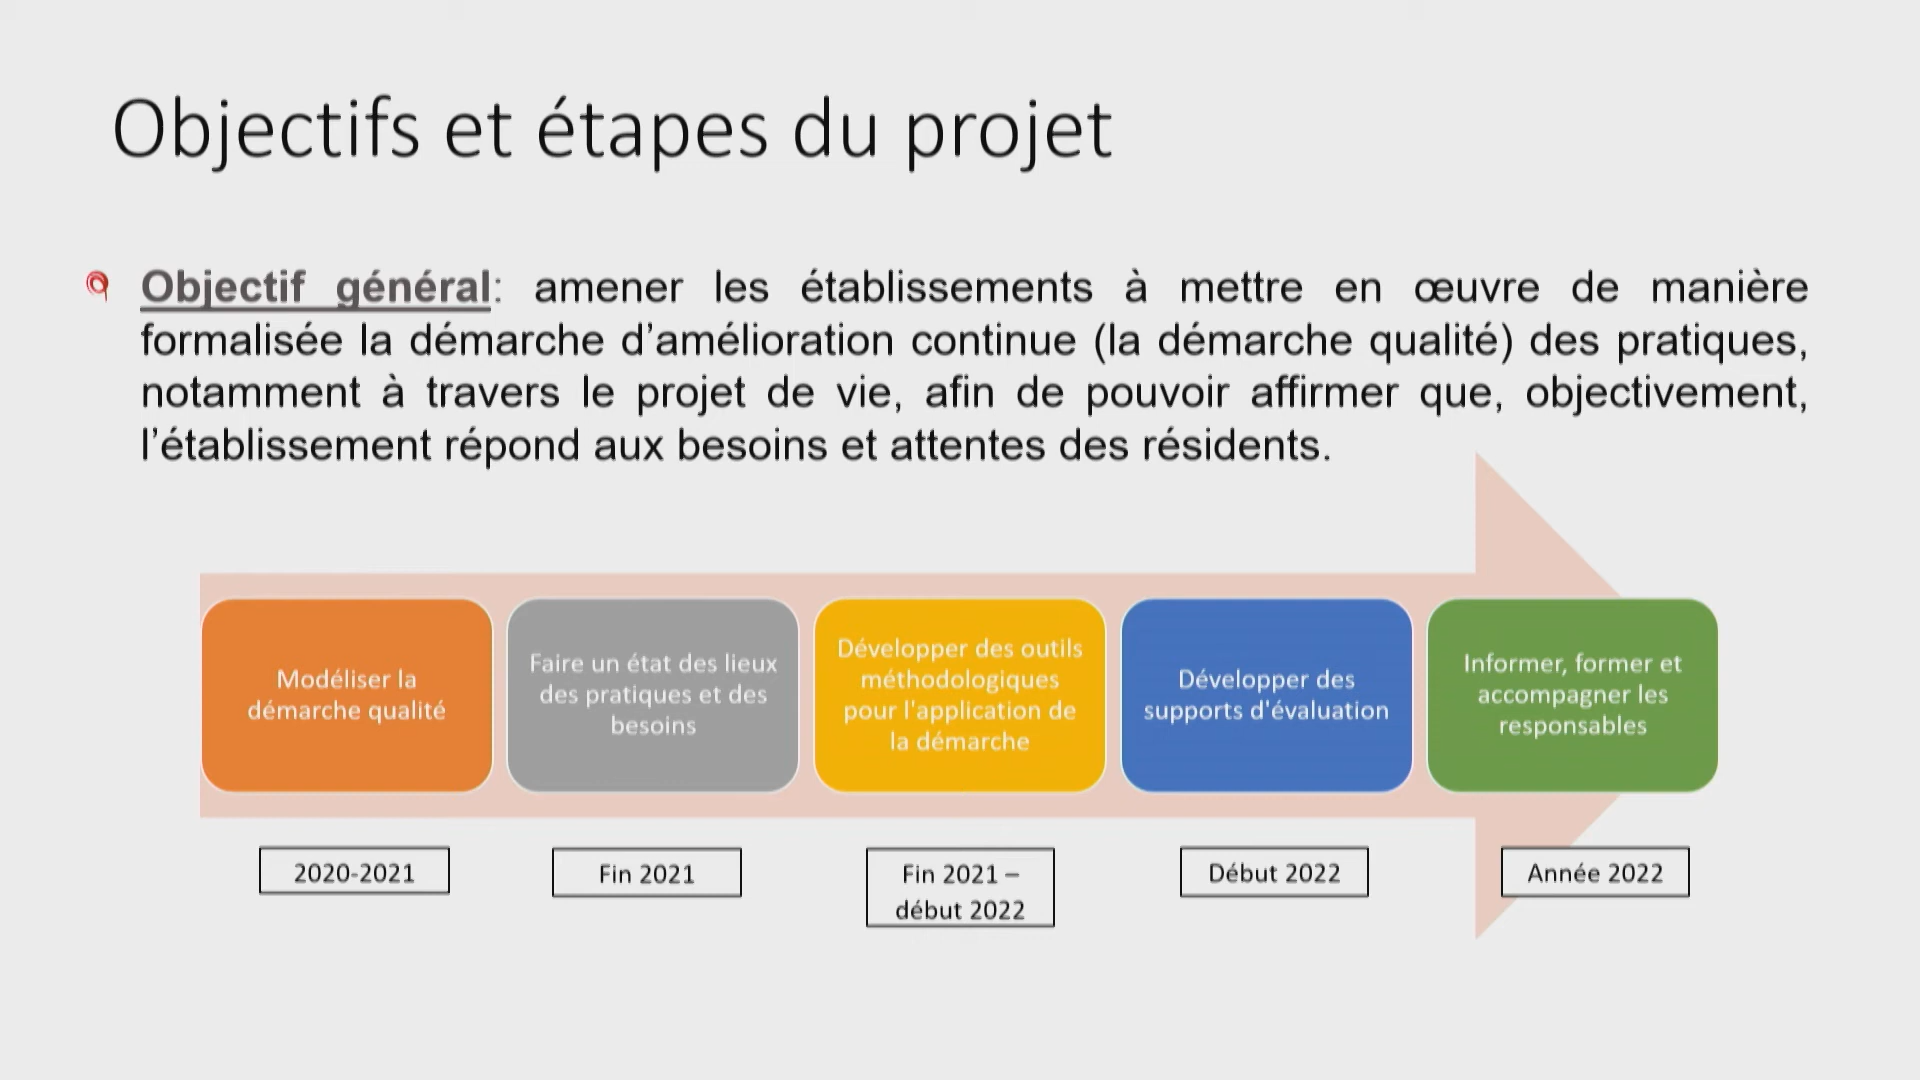 Objectifs et étapes du projet
Objectif général: amener les établissements à mettre en œuvre de manière
formalisée la démarche d’amélioration continue (la démarche qualité) des pratiques,
notamment à travers le projet de vie, afin de pouvoir affirmer que, objectivement,
l’établissement répond aux besoins et attentes des résidents.
Modéliser la
démarche qualité
Faire un état des lieux
des pratiques et des
besoins
Développer des outils
méthodologiques
pour l'application de
la démarche
Développer des
supports d'évaluation
Informer, former et
accompagner les
responsables
2020-2021
Fin 2021
Fin 2021 –
début 2022
Début 2022
Année 2022